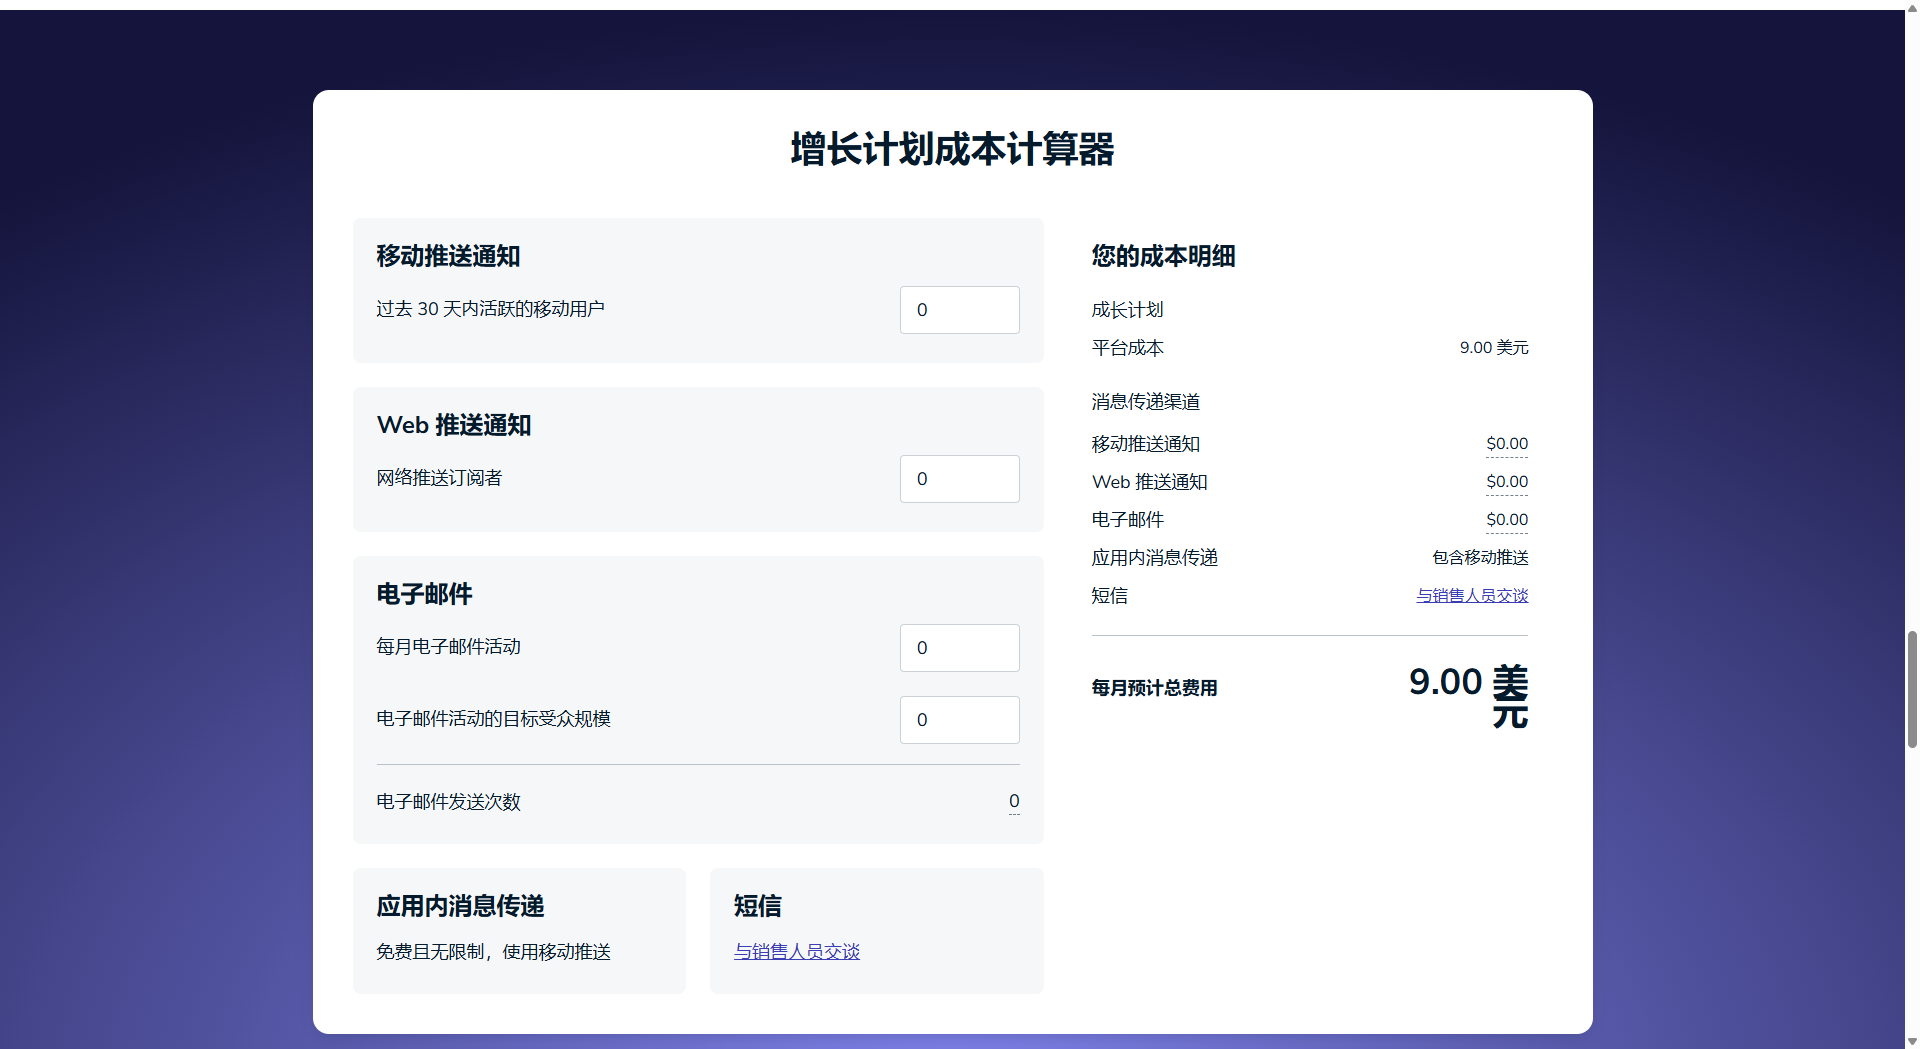 增长计划成本计算器
移动推送通知
过去 30 天内活跃的移动用户
0
Web 推送通知
网络推送订阅者
0
电子邮件
每月电子邮件活动
0
电子邮件活动的目标受众规模
0
电子邮件发送次数
0
应用内消息传递
免费且无限制，使用移动推送
短信
与销售人员交谈
您的成本明细
成长计划
平台成本
9.00 美元
消息传递渠道
移动推送通知
$0.00
Web 推送通知
$0.00
电子邮件
$0.00
应用内消息传递
包含移动推送
短信
与销售人员交谈
每月预计总费用
9.00 美
元